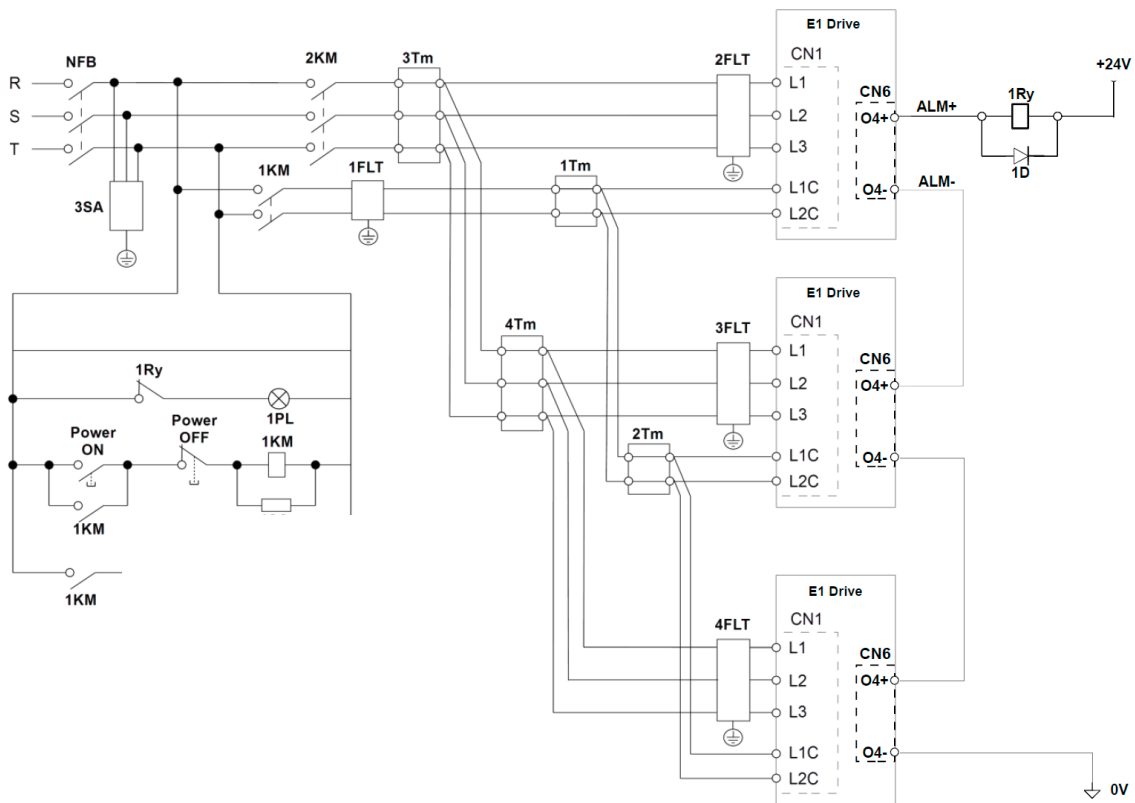 E1 Drive
NFB
2KM
3Tm
2FLT
CN1
+24V
R
L1
CN6
1Ry
ALM+
S
L2
O4+
T
L3
1D
1KM
1FLT
1Tm
L1C
ALM-
O4-
3SA
L2C
E1 Drive
4Tm
3FLT
CN1
L1
CN6
1Ry
L2
O4+
1PL
L3
Power
ON
Power
OFF
1KM
2Tm
L1C
O4-
L2C
1KM
1KM
E1 Drive
4FLT
CN1
L1
CN6
L2
O4+
L3
L1C
O4-
L2C
0V